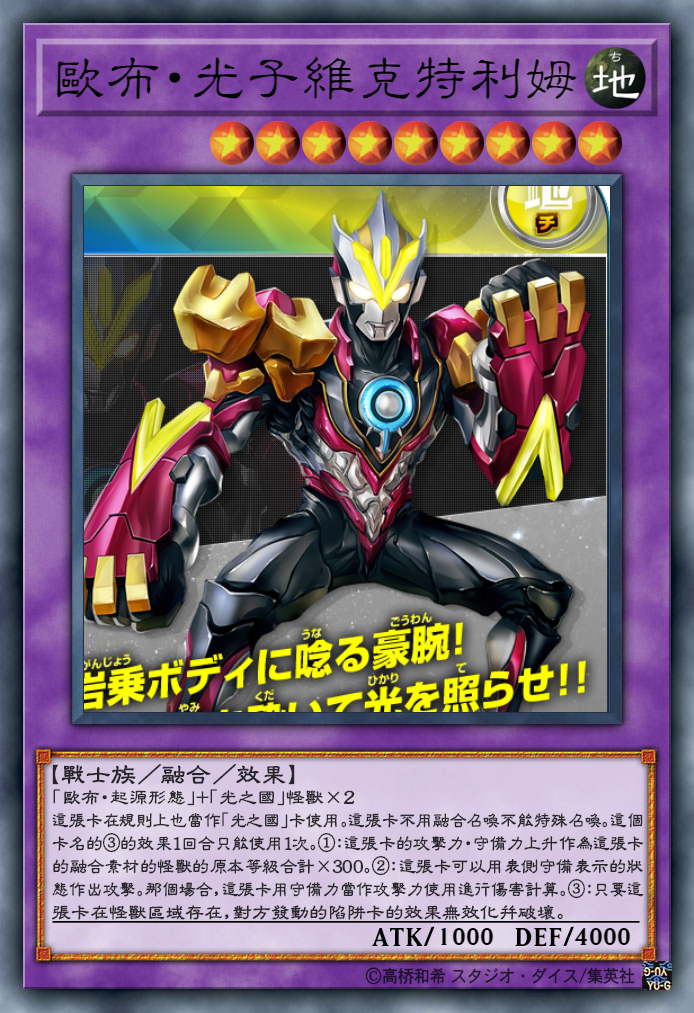 歐布・光子維克特利姆
ち
地
地
チ
がんじょう うな ごうわん
岩乗ボディに唸る豪腕!
やみ くだ ひかり て
砕いて光を照らせ!!
【戰士族／融合／效果】
「歐布・起源形態」+「光之國」怪獸×2
這張卡在規則上也當作「光之國」卡使用。這張卡不用融合召喚不能特殊召喚。這個
卡名的③的效果1回合只能使用1次。①:這張卡的攻擊力・守備力上升作為這張卡
的融合素材的怪獸的原本等級合計×300。②:這張卡可以用表側守備表示的狀
態作出攻擊。那個場合,這張卡用守備力當作攻擊力使用進行傷害計算。③:只要這
張卡在怪獸區域存在,對方發動的陷阱卡的效果無效化并破壞。
ATK/1000 DEF/4000
©高桥和希 スタジオ・ダイス/集英社
YU-G